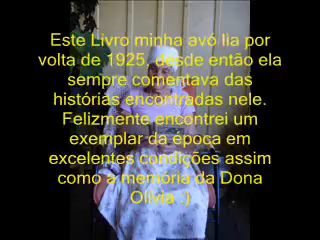 Este Livro minha avó lia por
volta de 1925, desde então ela
sempre comentava das
histórias encontradas nele.
Felizmente encontrei um
exemplar da época em
excelentes condições assim
como a memória da Dona
Olivia :)